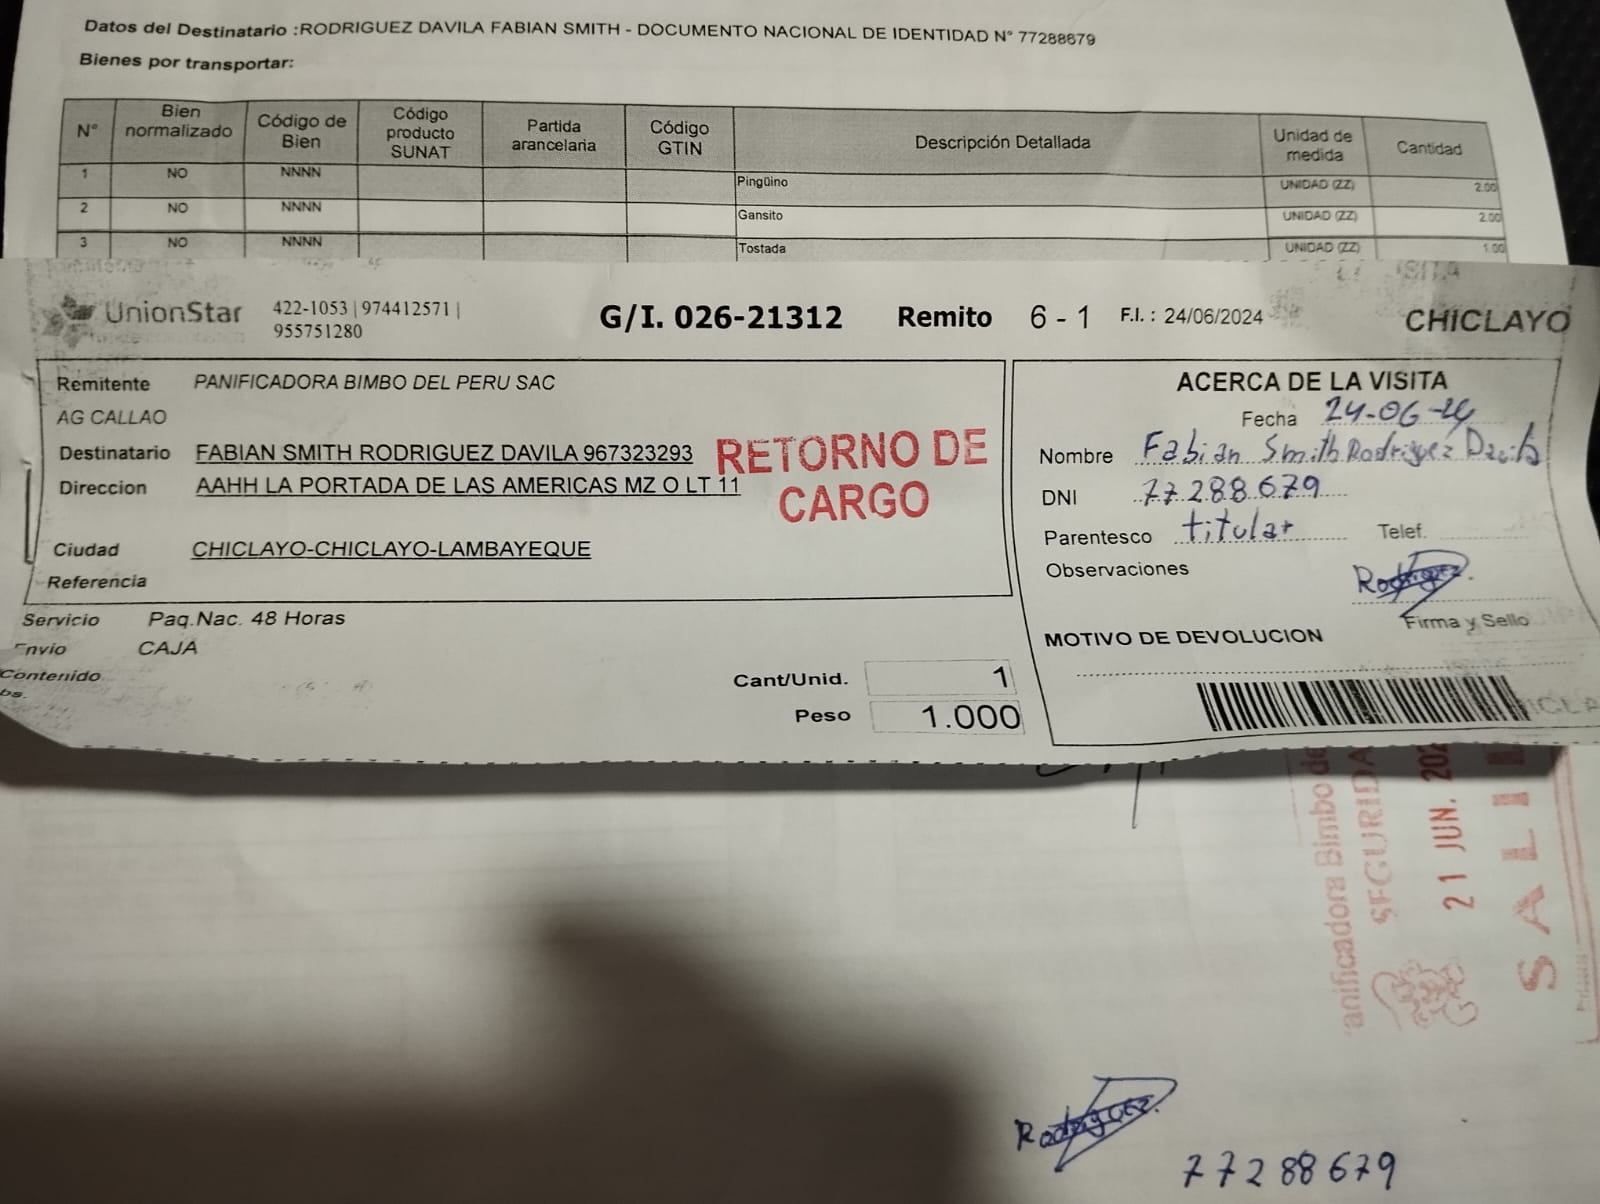 Datos del Destinatario :RODRIGUEZ DAVILA FABIAN SMITH - DOCUMENTO NACIONAL DE IDENTIDAD N° 77288679
Bienes por transportar:
N° Bien normalizado Código de Bien Código producto SUNAT Partida arancelaria Código GTIN Descripción Detallada Unidad de medida Cantidad
1 NO NNNN Pingüino UNIDAD (ZZ) 2.00
2 NO NNNN Gansito UNIDAD (ZZ) 2.00
3 NO NNNN Tostada UNIDAD (ZZ) 1.00
UnionStar 422-1053 | 974412571 |
955751280
G/I. 026-21312 Remito 6 - 1 F.I. : 24/06/2024 CHICLAYO
Remitente PANIFICADORA BIMBO DEL PERU SAC
AG CALLAO
Destinatario FABIAN SMITH RODRIGUEZ DAVILA 967323293
Direccion AAHH LA PORTADA DE LAS AMERICAS MZ O LT 11
RETORNO DE
CARGO
Ciudad CHICLAYO-CHICLAYO-LAMBAYEQUE
Referencia
Servicio Paq.Nac. 48 Horas
Envio CAJA
Contenido
bs.
Cant/Unid. 1
Peso 1.000
ACERCA DE LA VISITA
Fecha 24-06-24
Nombre Fabian Smith Rodriguez Davila
DNI 77288679
Parentesco titular Telef.
Observaciones
Rodriguez
Firma y Sello
MOTIVO DE DEVOLUCION
anificadora Bimbo de
SEGURIDA
21 JUN. 202
SALI
Rodriguez
77288679